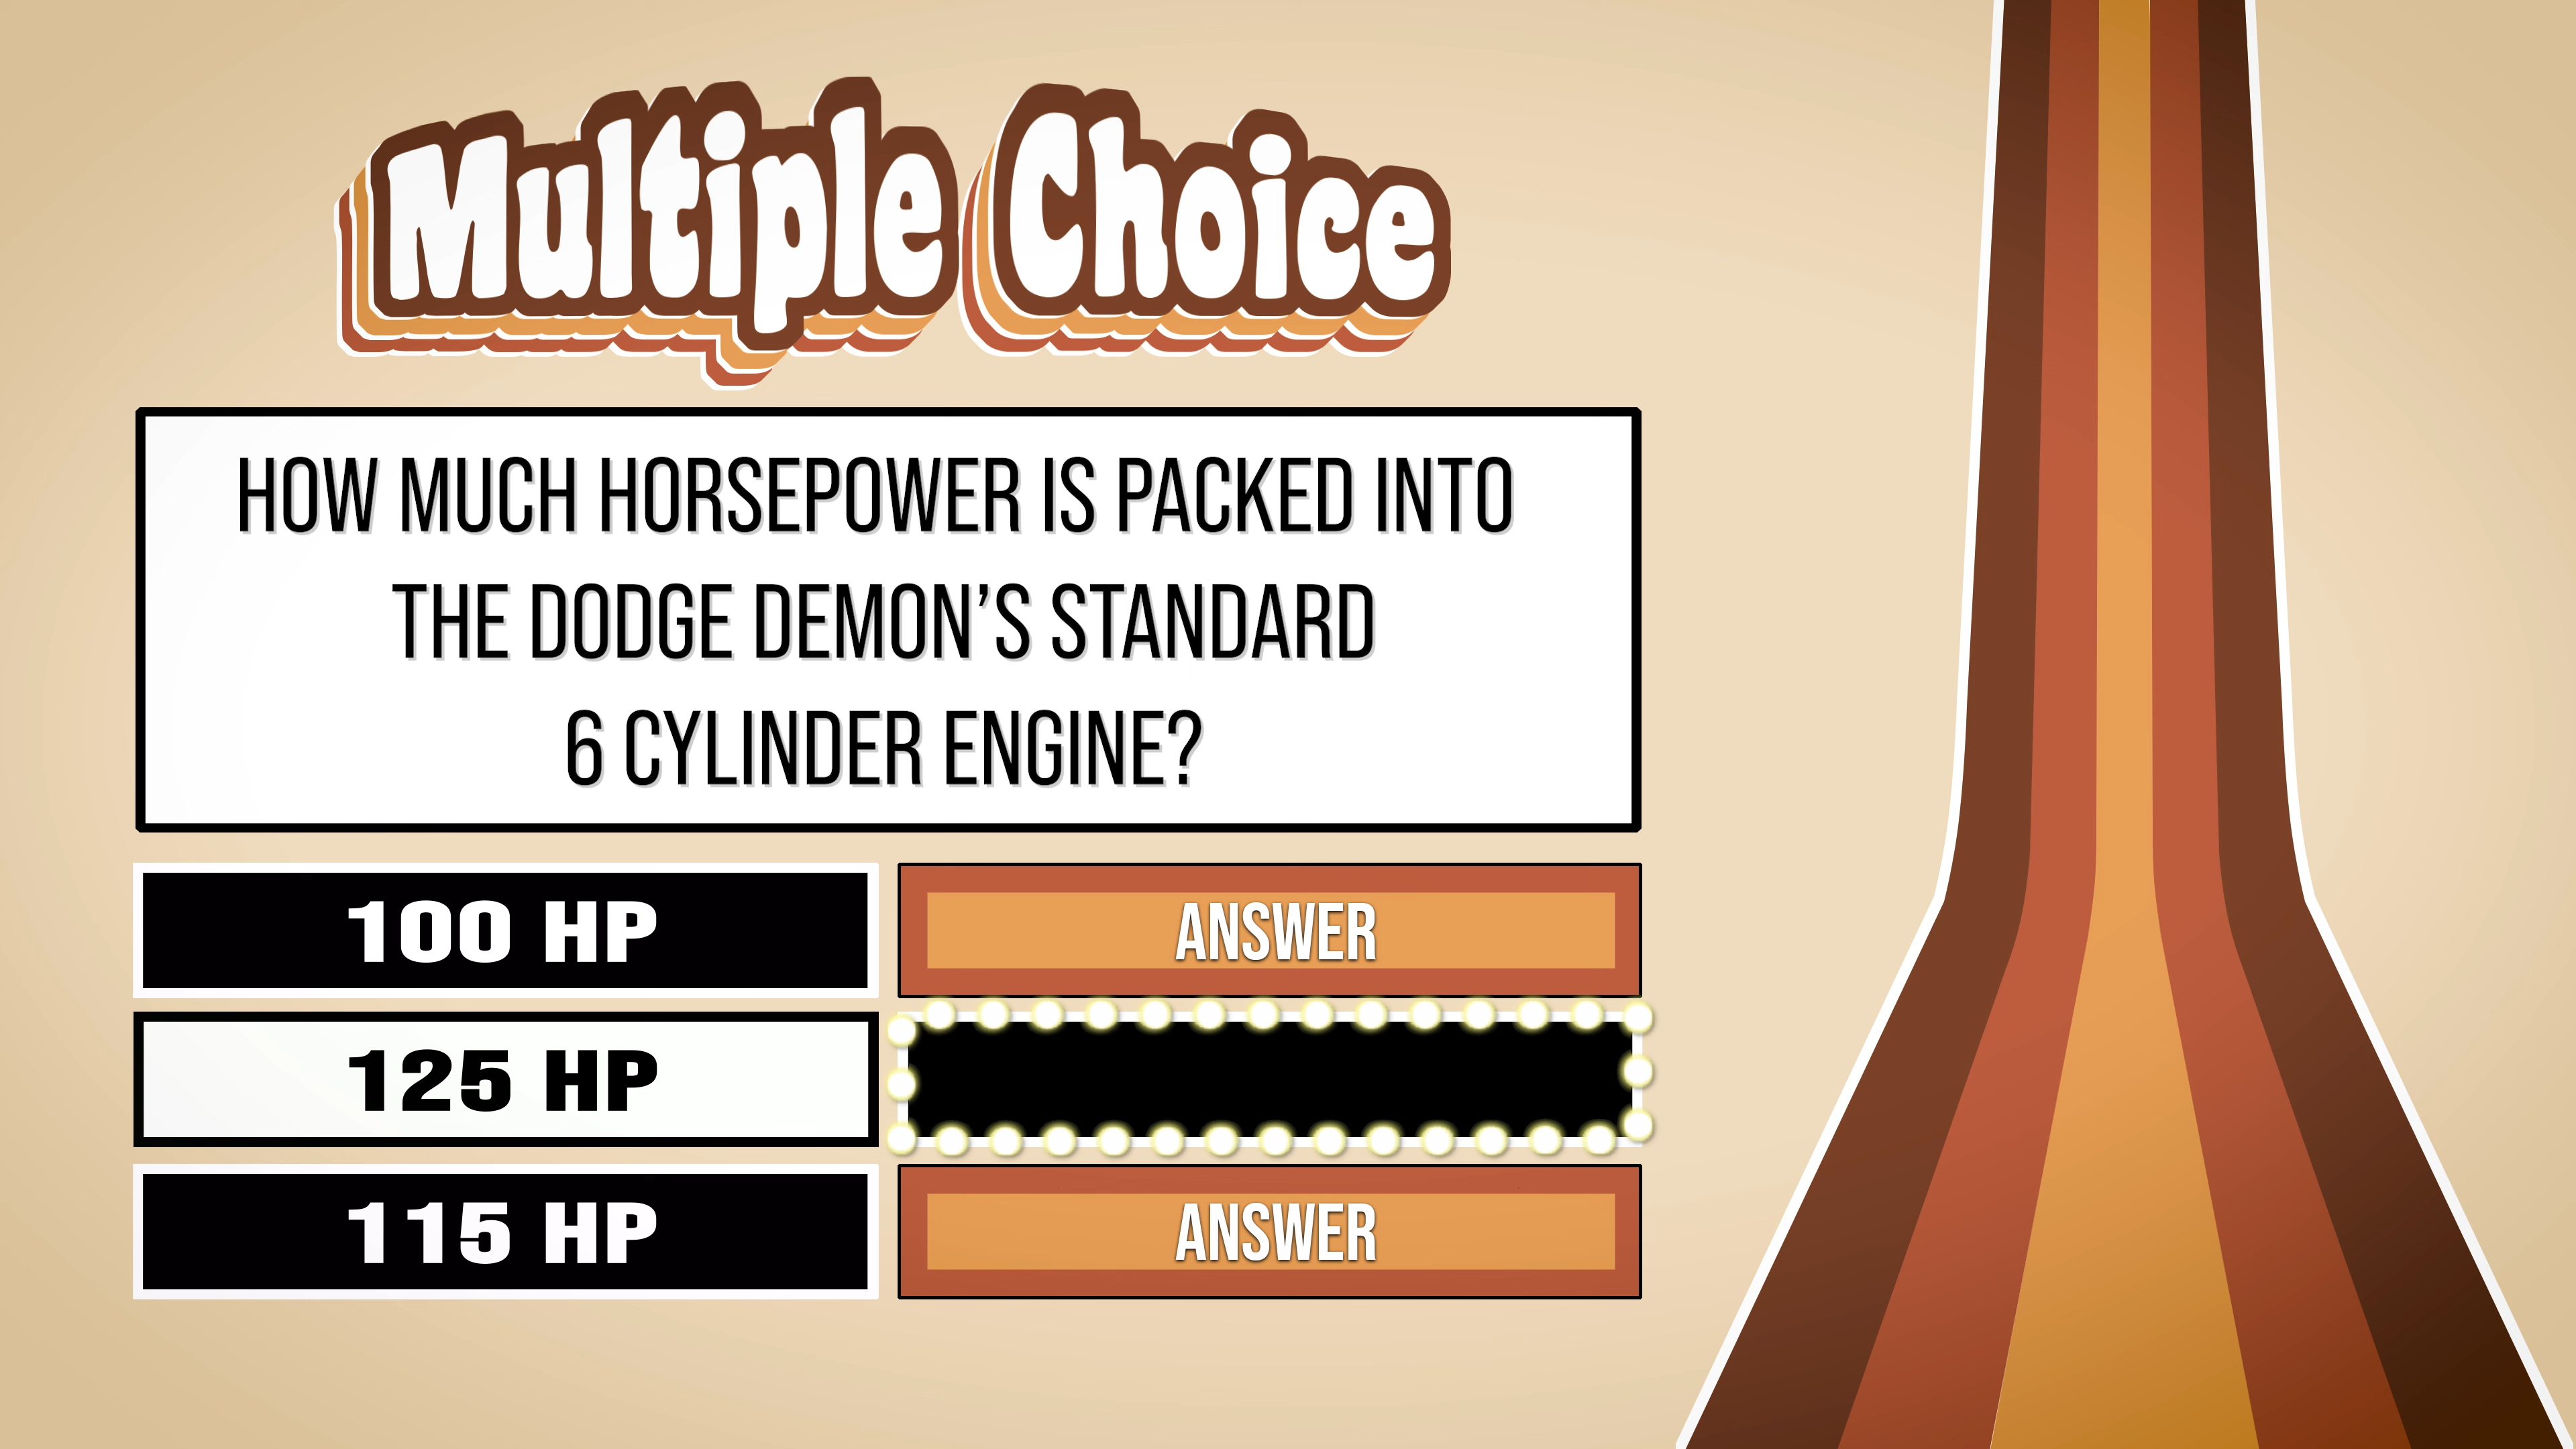 Multiple Choice
HOW MUCH HORSEPOWER IS PACKED INTO
THE DODGE DEMON’S STANDARD
6 CYLINDER ENGINE?
100 HP
ANSWER
125 HP
115 HP
ANSWER